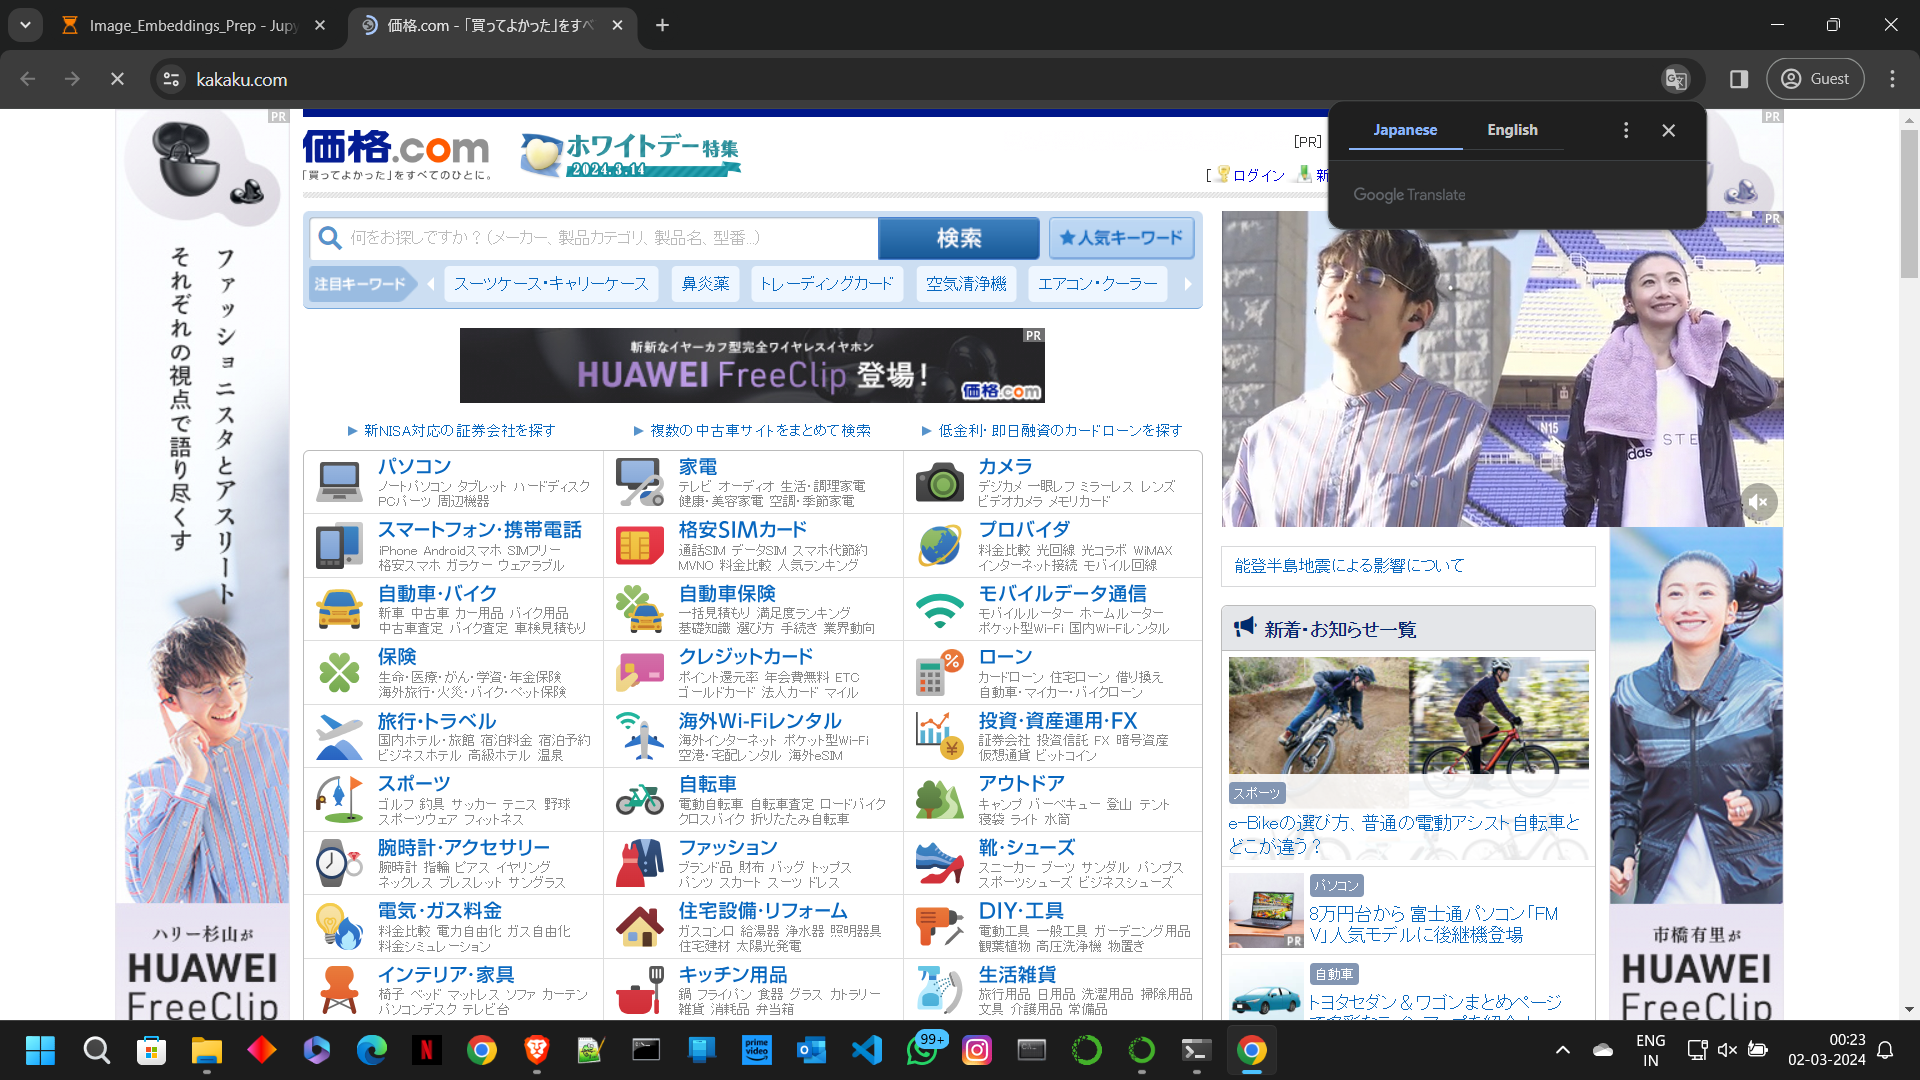 Image_Embeddings_Prep - Jupy
価格.com - 「買ってよかった」をすべ
kakaku.com
Guest
Japanese
English
Google Translate
PR
PR
価格.com
「買ってよかった」をすべてのひとに。
ホワイトデー特集
2024.3.14
[PR]
[ ログイン 新
何をお探しですか?(メーカー、製品カテゴリ、製品名、型番...)
検索
★人気キーワード
注目キーワード
スーツケース・キャリーケース
鼻炎薬
トレーディングカード
空気清浄機
エアコン・クーラー
PR
斬新なイヤーカフ型完全ワイヤレスイヤホン
HUAWEI FreeClip 登場!
価格.com
新NISA対応の証券会社を探す
複数の中古車サイトをまとめて検索
低金利・即日融資のカードローンを探す
パソコン
ノートパソコン タブレット ハードディスク
PCパーツ 周辺機器
家電
テレビ オーディオ 生活・調理家電
健康・美容家電 空調・季節家電
カメラ
デジカメ 一眼レフ ミラーレス レンズ
ビデオカメラ メモリカード
スマートフォン・携帯電話
iPhone Androidスマホ SIMフリー
格安スマホ ガラケー ウェアラブル
格安SIMカード
通話SIM データSIM スマホ代節約
MVNO 料金比較 人気ランキング
プロバイダ
料金比較 光回線 光コラボ WiMAX
インターネット接続 モバイル回線
自動車・バイク
新車 中古車 カー用品 バイク用品
中古車査定 バイク査定 車検見積もり
自動車保険
一括見積もり 満足度ランキング
基礎知識 選び方 手続き 業界動向
モバイルデータ通信
モバイルルーター ホームルーター
ポケット型Wi-Fi 国内Wi-Fiレンタル
保険
生命・医療・がん・学資・年金保険
海外旅行・火災・バイク・ペット保険
クレジットカード
ポイント還元率 年会費無料 ETC
ゴールドカード 法人カード マイル
ローン
カードローン 住宅ローン 借り換え
自動車・マイカー・バイクローン
旅行・トラベル
国内ホテル・旅館 宿泊料金 宿泊予約
ビジネスホテル 高級ホテル 温泉
海外Wi-Fiレンタル
海外インターネット ポケット型Wi-Fi
空港・宅配レンタル 海外eSIM
投資・資産運用・FX
証券会社 投資信託 FX 暗号資産
仮想通貨 ビットコイン
スポーツ
ゴルフ 釣具 サッカー テニス 野球
スポーツウェア フィットネス
自転車
電動自転車 自転車査定 ロードバイク
クロスバイク 折りたたみ自転車
アウトドア
キャンプ バーベキュー 登山 テント
寝袋 ライト 水筒
腕時計・アクセサリー
腕時計 指輪 ピアス イヤリング
ネックレス ブレスレット サングラス
ファッション
ブランド品 財布 バッグ トップス
パンツ スカート スーツ ドレス
靴・シューズ
スニーカー ブーツ サンダル パンプス
スポーツシューズ ビジネスシューズ
電気・ガス料金
料金比較 電力自由化 ガス自由化
料金シミュレーション
住宅設備・リフォーム
ガスコンロ 給湯器 浄水器 照明器具
住宅建材 太陽光発電
DIY・工具
電動工具 一般工具 ガーデニング用品
観葉植物 高圧洗浄機 物置き
インテリア・家具
椅子 ベッド マットレス ソファ カーテン
パソコンデスク テレビ台
キッチン用品
鍋 フライパン 食器 グラス カトラリー
雑貨 消耗品 弁当箱
生活雑貨
旅行用品 日用品 洗濯用品 掃除用品
文具 介護用品 常備品
ファッショニスタとアスリート
それぞれの視点で語り尽くす
ハリー杉山が
HUAWEI
FreeClip
PR
N15
STE
adidas
能登半島地震による影響について
新着・お知らせ一覧
スポーツ
e-Bikeの選び方、普通の電動アシスト自転車と
どこが違う?
パソコン
8万円台から 富士通パソコン「FM
V」人気モデルに後継機登場
PR
自動車
トヨタセダン & ワゴンまとめページ
市橋有里が
HUAWEI
FreeClip
prime
video
99+
ENG
IN
00:23
02-03-2024